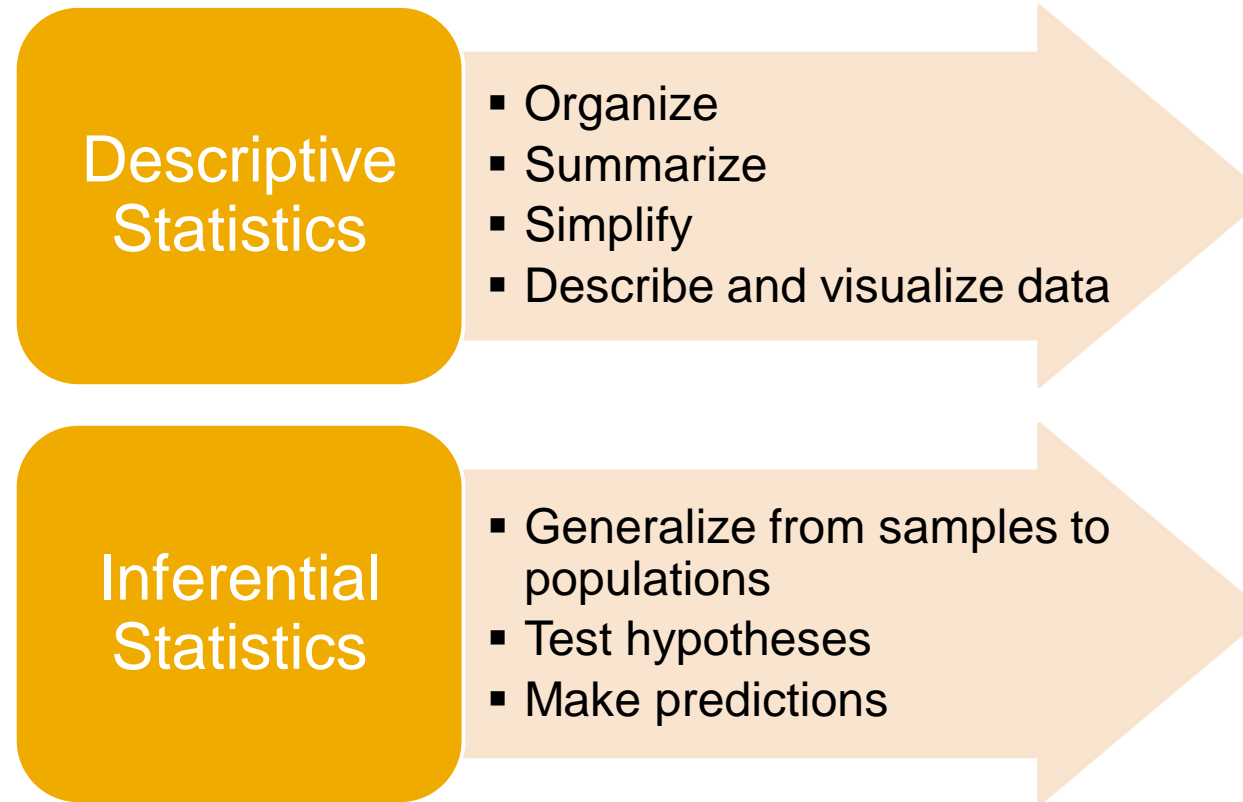 Descriptive
Statistics
▪ Organize
▪ Summarize
▪ Simplify
▪ Describe and visualize data
Inferential
Statistics
▪ Generalize from samples to
populations
▪ Test hypotheses
▪ Make predictions